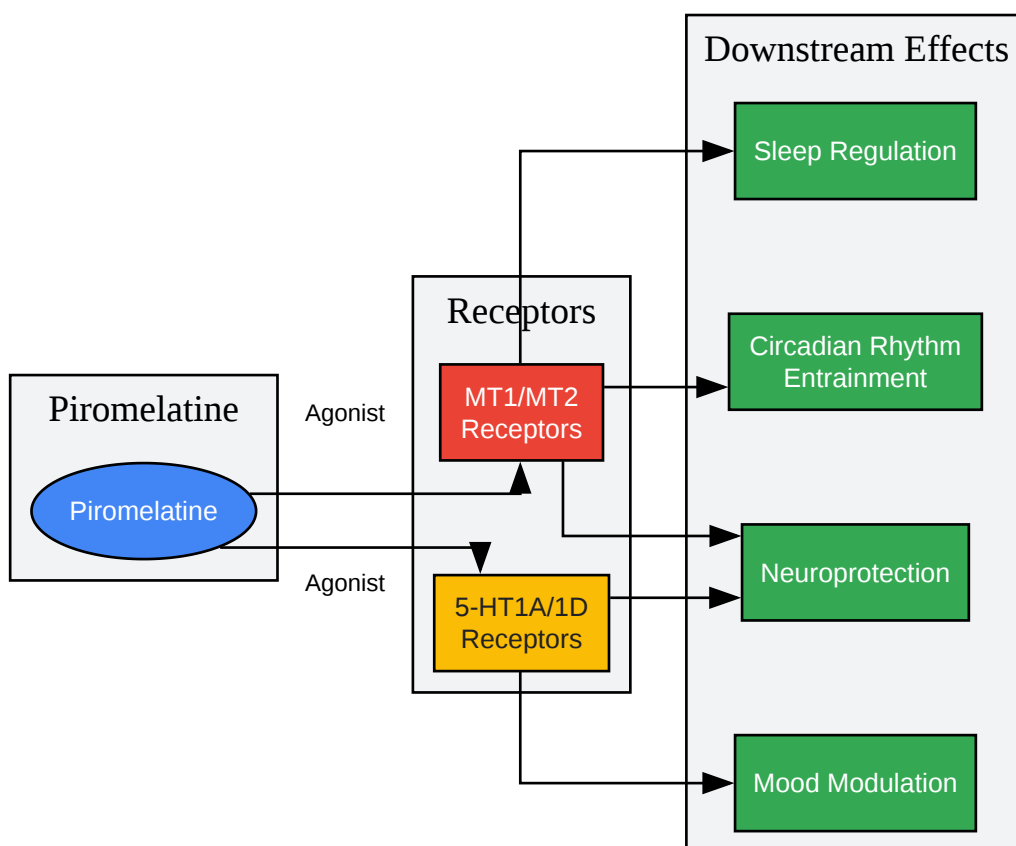 Piromelatine
Piromelatine
Agonist
Agonist
Receptors
MT1/MT2
Receptors
5-HT1A/1D
Receptors
Downstream Effects
Sleep Regulation
Circadian Rhythm
Entrainment
Neuroprotection
Mood Modulation